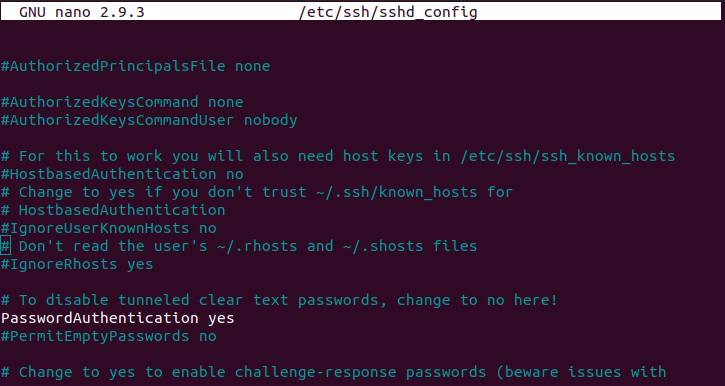 GNU nano 2.9.3 /etc/ssh/sshd_config
#AuthorizedPrincipalsFile none
#AuthorizedKeysCommand none
#AuthorizedKeysCommandUser nobody
# For this to work you will also need host keys in /etc/ssh/ssh_known_hosts
#HostbasedAuthentication no
# Change to yes if you don't trust ~/.ssh/known_hosts for
# HostbasedAuthentication
#IgnoreUserKnownHosts no
# Don't read the user's ~/.rhosts and ~/.shosts files
#IgnoreRhosts yes
# To disable tunneled clear text passwords, change to no here!
PasswordAuthentication yes
#PermitEmptyPasswords no
# Change to yes to enable challenge-response passwords (beware issues with